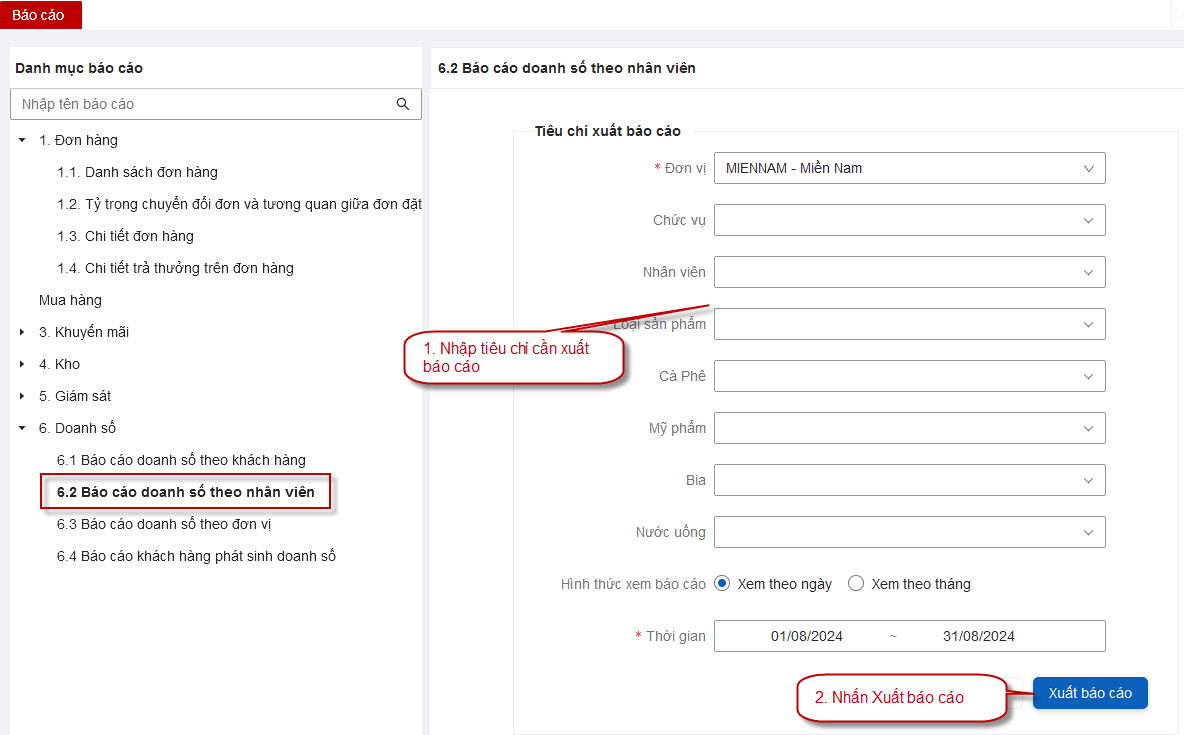 Báo cáo
Danh mục báo cáo
Nhập tên báo cáo
1. Đơn hàng
1.1. Danh sách đơn hàng
1.2. Tỷ trọng chuyển đổi đơn và tương quan giữa đơn đặt
1.3. Chi tiết đơn hàng
1.4. Chi tiết trả thưởng trên đơn hàng
Mua hàng
3. Khuyến mãi
4. Kho
5. Giám sát
6. Doanh số
6.1 Báo cáo doanh số theo khách hàng
6.2 Báo cáo doanh số theo nhân viên
6.3 Báo cáo doanh số theo đơn vị
6.4 Báo cáo khách hàng phát sinh doanh số
6.2 Báo cáo doanh số theo nhân viên
Tiêu chí xuất báo cáo
* Đơn vị MIENNAM - Miền Nam
Chức vụ
Nhân viên
Loại sản phẩm
1. Nhập tiêu chí cần xuất
báo cáo
Cà Phê
Mỹ phẩm
Bia
Nước uống
Hình thức xem báo cáo Xem theo ngày Xem theo tháng
* Thời gian 01/08/2024 ~ 31/08/2024
2. Nhấn Xuất báo cáo
Xuất báo cáo